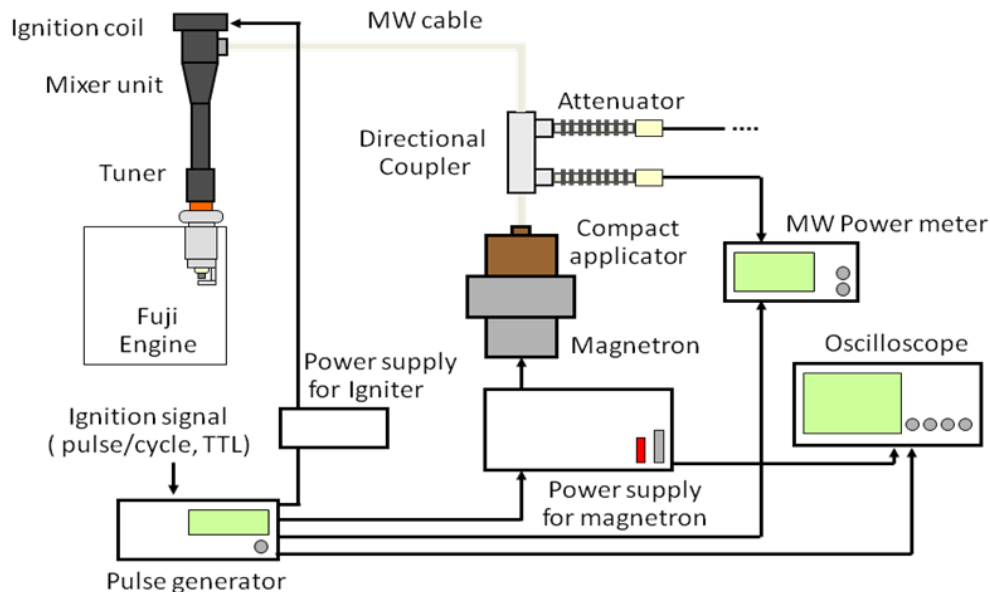 Ignition coil
MW cable
Mixer unit
Attenuator
Directional
Coupler
Tuner
Compact
applicator
MW Power meter
Fuji
Engine
Magnetron
Oscilloscope
Power supply
for Igniter
Ignition signal
( pulse/cycle, TTL)
Power supply
for magnetron
Pulse generator